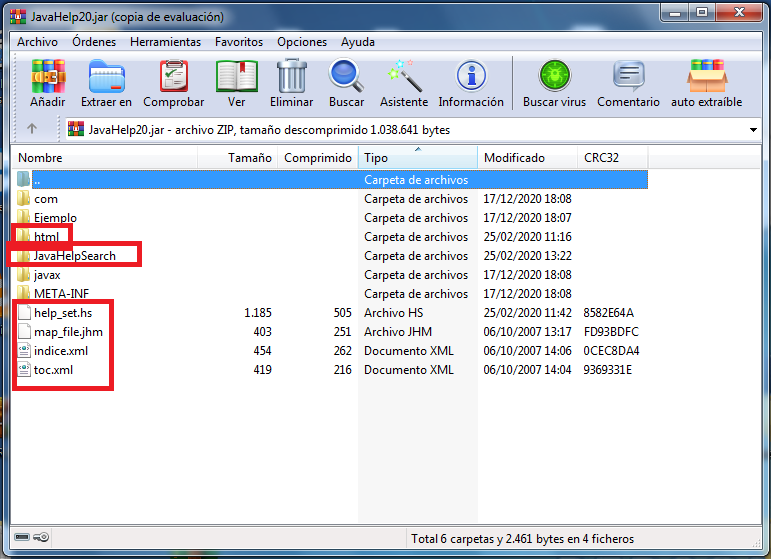 JavaHelp20.jar (copia de evaluación)
Archivo Órdenes Herramientas Favoritos Opciones Ayuda
Añadir Extraer en Comprobar Ver Eliminar Buscar Asistente Información Buscar virus Comentario auto extraíble
JavaHelp20.jar - archivo ZIP, tamaño descomprimido 1.038.641 bytes
Nombre Tamaño Comprimido Tipo Modificado CRC32
.. Carpeta de archivos
com Carpeta de archivos 17/12/2020 18:08
Ejemplo Carpeta de archivos 17/12/2020 18:07
html Carpeta de archivos 25/02/2020 11:16
JavaHelpSearch Carpeta de archivos 25/02/2020 13:22
javax Carpeta de archivos 17/12/2020 18:08
META-INF Carpeta de archivos 17/12/2020 18:08
help_set.hs 1.185 505 Archivo HS 25/02/2020 11:42 8582E64A
map_file.jhm 403 251 Archivo JHM 06/10/2007 13:17 FD93BDFC
indice.xml 454 262 Documento XML 06/10/2007 14:06 0CEC8DA4
toc.xml 419 216 Documento XML 06/10/2007 14:04 9369331E
Total 6 carpetas y 2.461 bytes en 4 ficheros